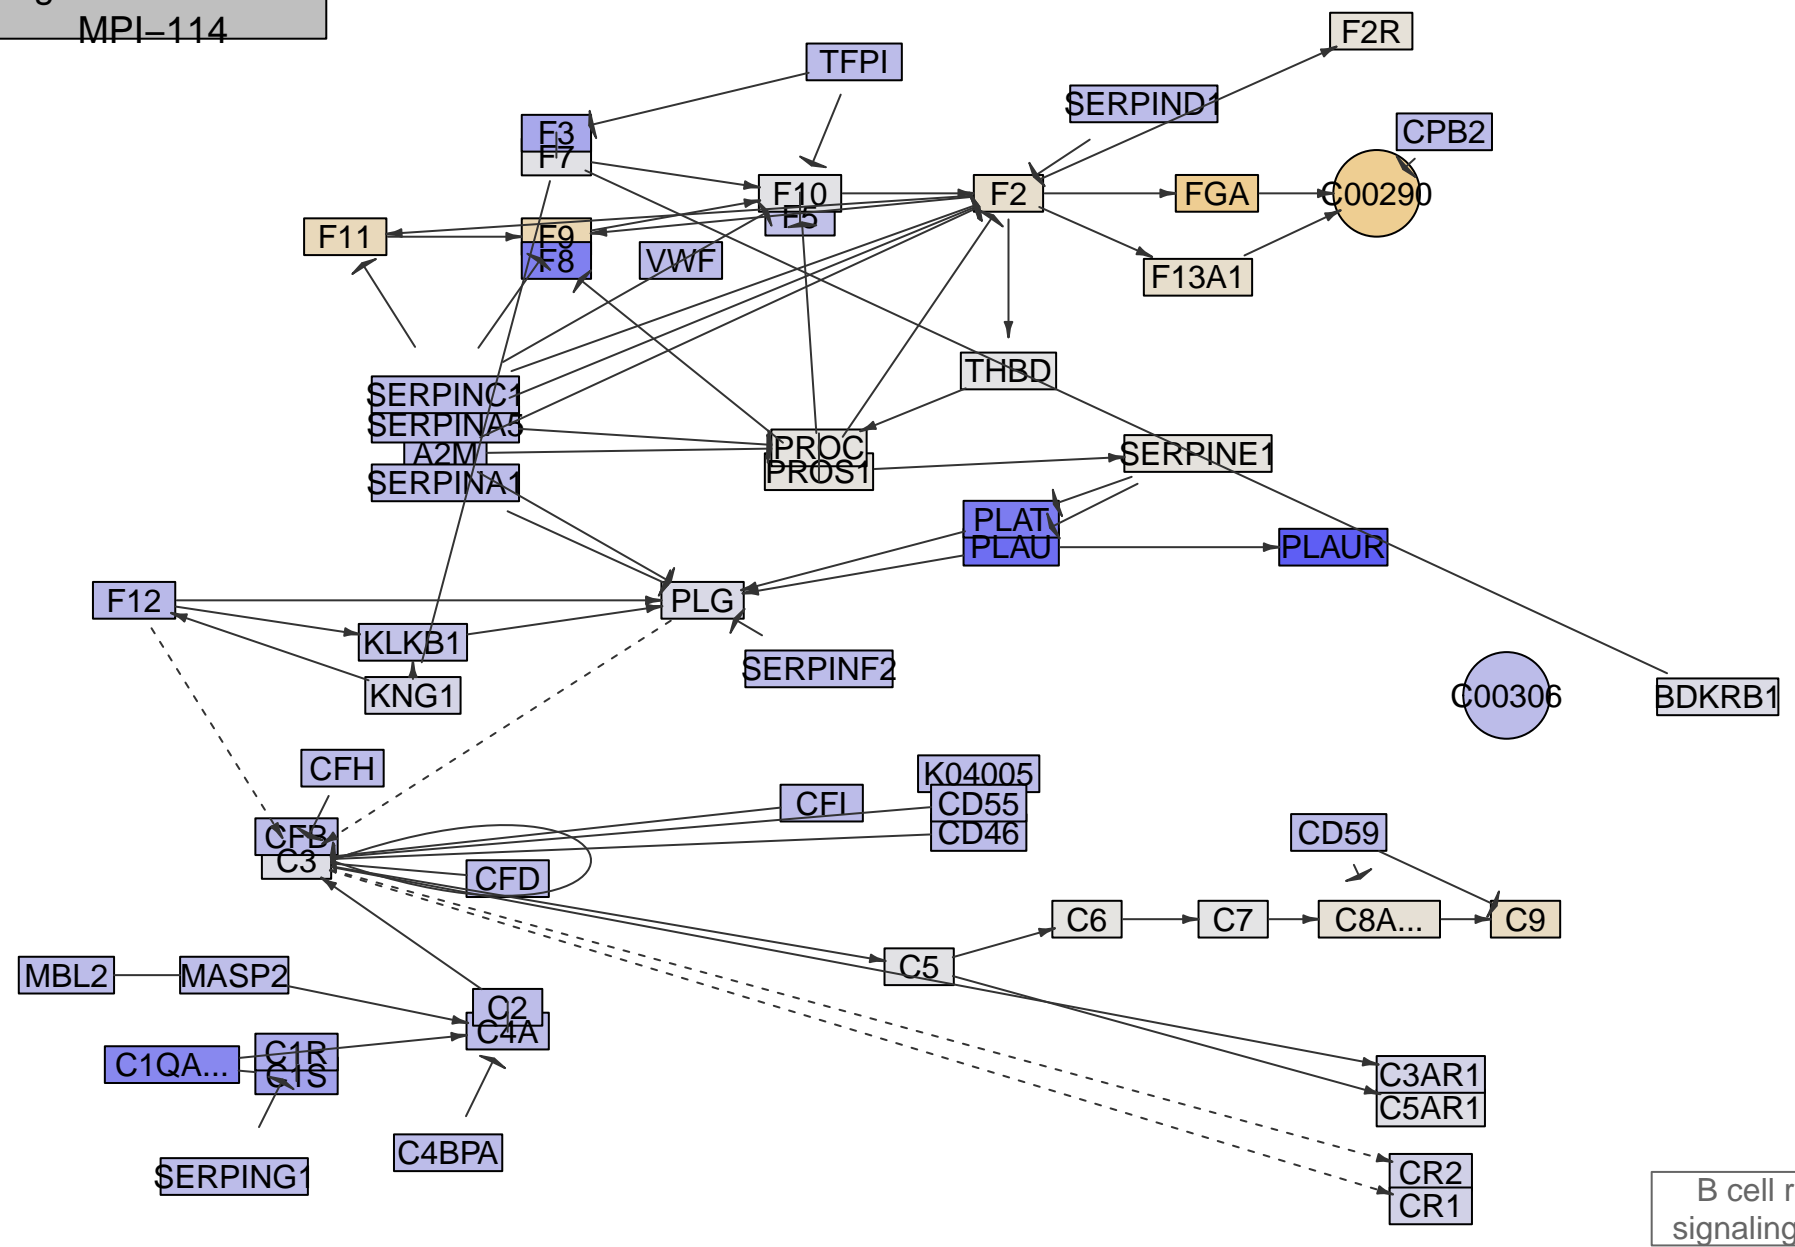 MPI–114
F2R
TFPI
SERPIND1
CPB2
F3
F7
F10
F5
F2
FGA
C00290
F11
F9
F8
VWF
F13A1
THBD
SERPINC1
SERPINA5
A2M
SERPINA1
PROC
PROS1
SERPINE1
PLAT
PLAU
PLAUR
F12
PLG
KLKB1
SERPINF2
KNG1
C00306
BDKRB1
CFH
K04005
CFI
CD55
CD46
CD59
CFB
C3
CFD
C6
C7
C8A...
C9
C5
MBL2
MASP2
C2
C4A
C1QA...
C1R
C1S
C3AR1
C5AR1
C4BPA
SERPING1
CR2
CR1
B cell r
signaling